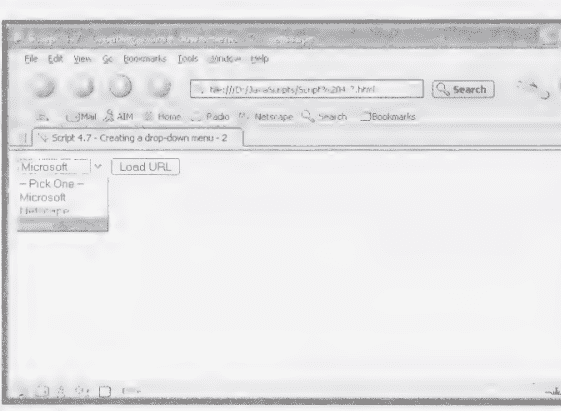 File Edit View Go Bookmarks Tools Window Help
Search
Mail AIM Home Radio Netscape Search Bookmarks
Script 4.7 - Creating a drop-down menu - 2
Microsoft Load URL
-- Pick One --
Microsoft
Netscape